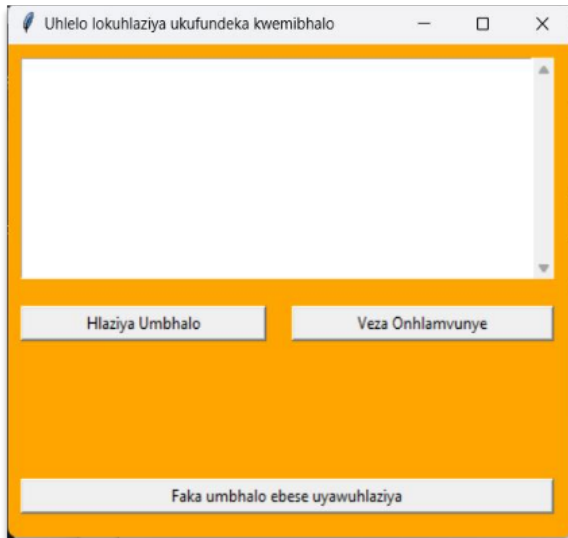 Uhlelo lokuhlaziya ukufundeka kwemibhalo
Hlaziya Umbhalo
Veza Onhlamvunye
Faka umbhalo ebese uyawuhlaziya